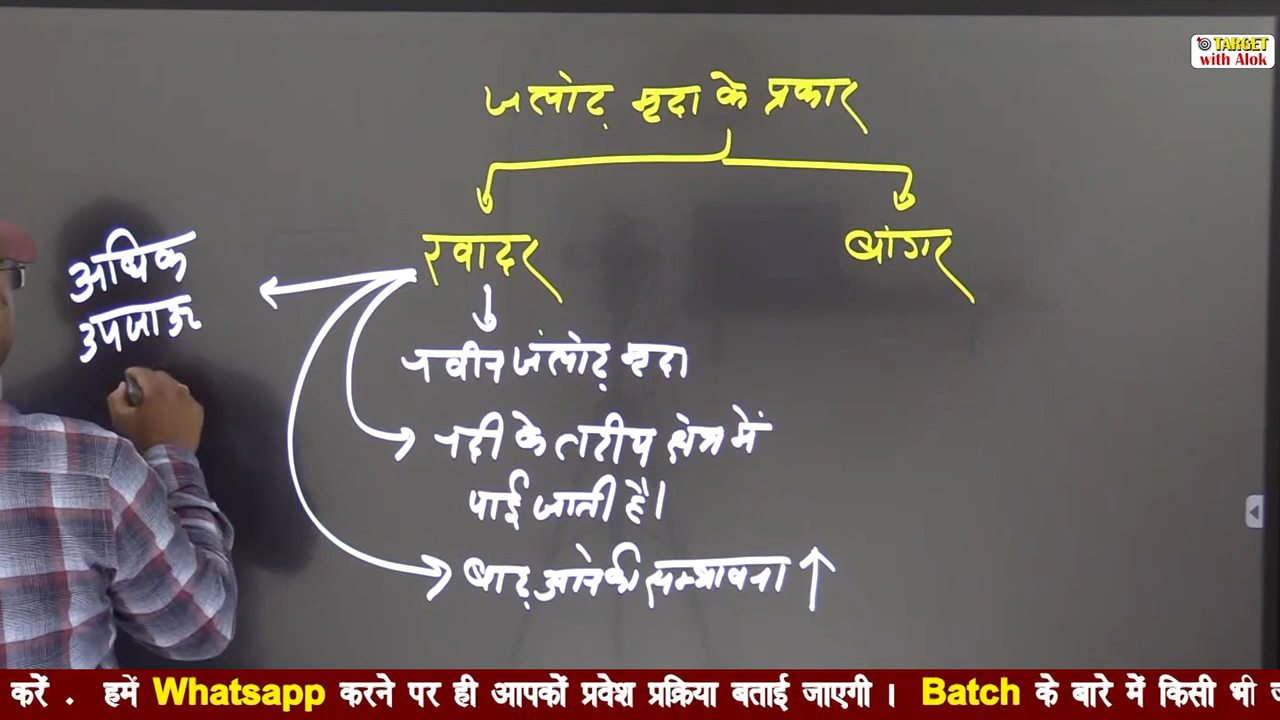 TARGET
with Alok
जलोढ़ मृदा के प्रकार
खादर
बांगर
अधिक
उपजाऊ
नवीन जलोढ़ मृदा
नदी के तटीय क्षेत्र में
पाई जाती है।
बाढ़ आने की सम्भावना ↑
करें . हमें Whatsapp करने पर ही आपकों प्रवेश प्रक्रिया बताई जाएगी । Batch के बारे में किसी भी